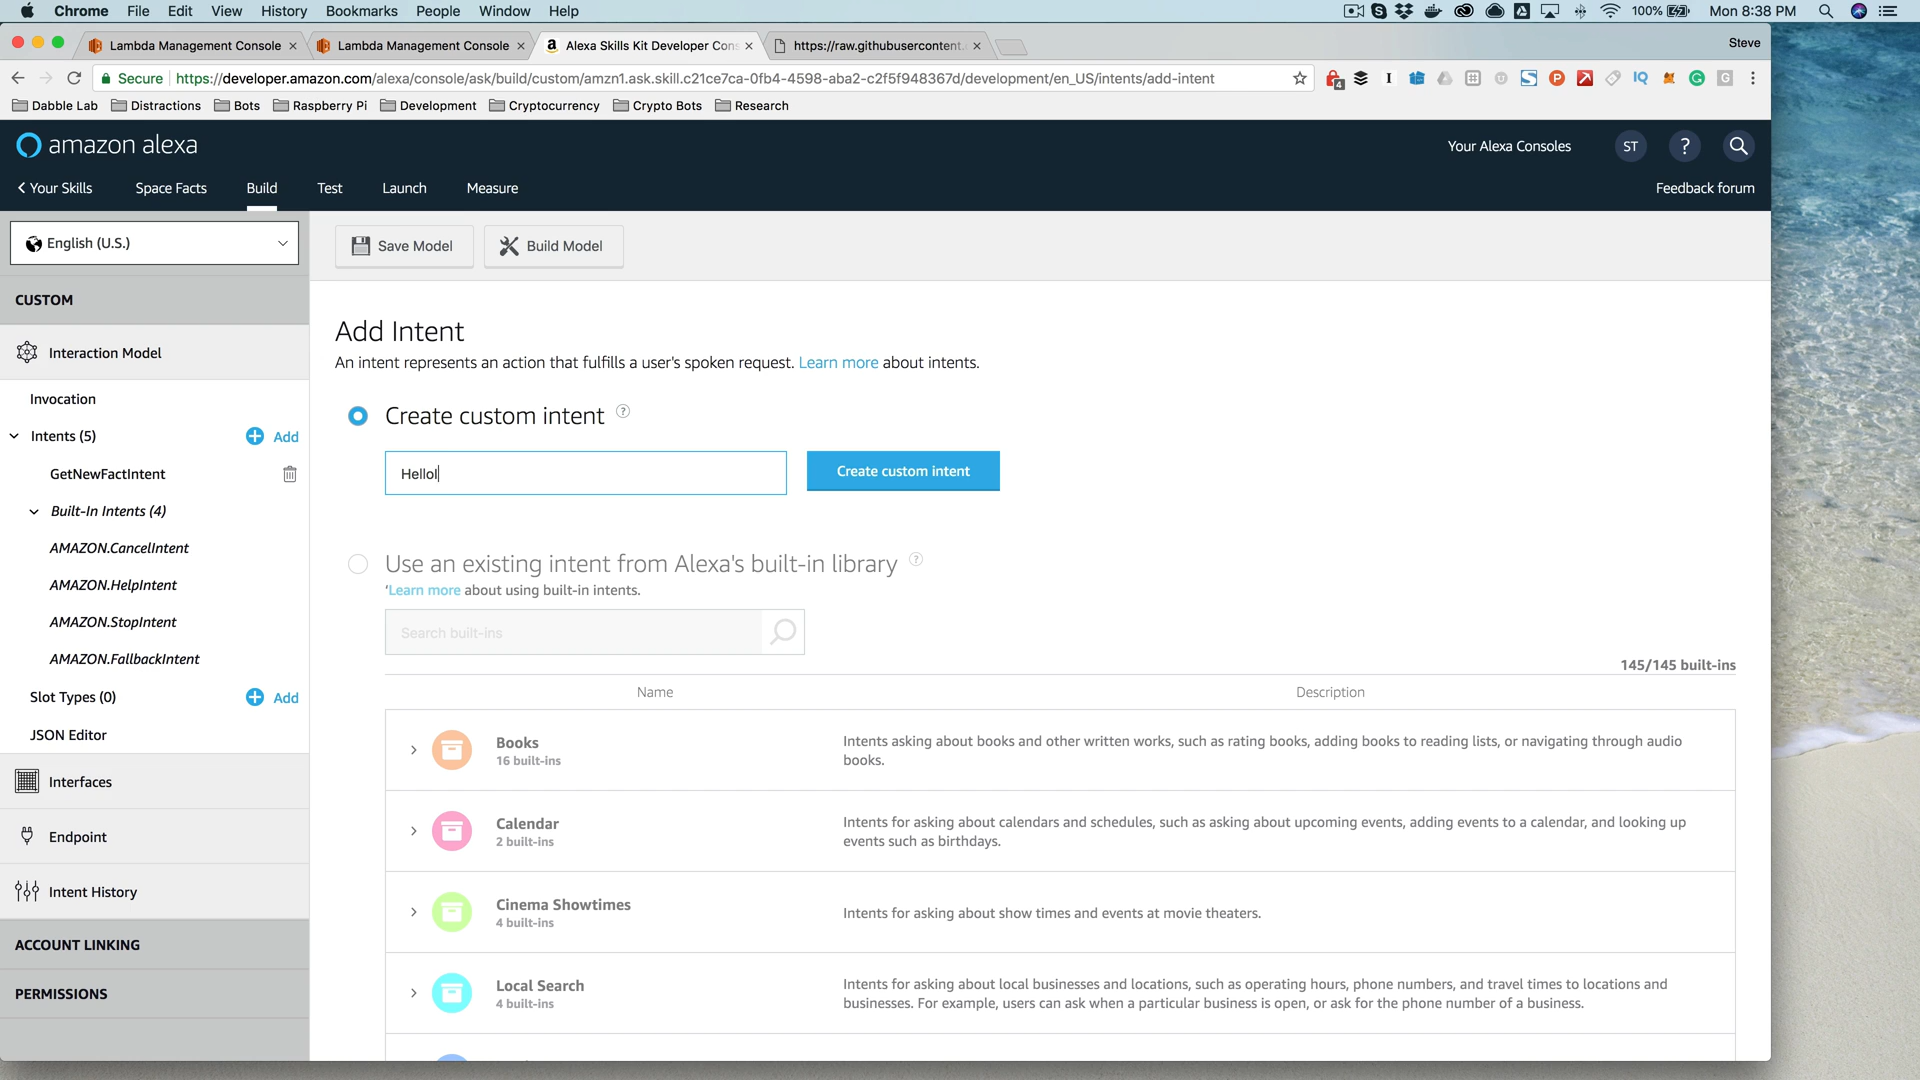 Chrome File Edit View History Bookmarks People Window Help 100% Mon 8:38 PM
Lambda Management Console Lambda Management Console Alexa Skills Kit Developer Cons https://raw.githubusercontent.c Steve
Secure https://developer.amazon.com/alexa/console/ask/build/custom/amzn1.ask.skill.c21ce7ca-0fb4-4598-aba2-c2f5f948367d/development/en_US/intents/add-intent
Dabble Lab Distractions Bots Raspberry Pi Development Cryptocurrency Crypto Bots Research
amazon alexa Your Alexa Consoles ST ?
Your Skills Space Facts Build Test Launch Measure Feedback forum
English (U.S.) Save Model Build Model
CUSTOM
Interaction Model
Invocation
Intents (5) Add
GetNewFactIntent
Built-In Intents (4)
AMAZON.CancelIntent
AMAZON.HelpIntent
AMAZON.StopIntent
AMAZON.FallbackIntent
Slot Types (0) Add
JSON Editor
Interfaces
Endpoint
Intent History
ACCOUNT LINKING
PERMISSIONS
Add Intent
An intent represents an action that fulfills a user's spoken request. Learn more about intents.
Create custom intent ?
HelloI Create custom intent
Use an existing intent from Alexa's built-in library ?
'Learn more about using built-in intents.
Search built-ins
145/145 built-ins
Name Description
Books
16 built-ins
Intents asking about books and other written works, such as rating books, adding books to reading lists, or navigating through audio
books.
Calendar
2 built-ins
Intents for asking about calendars and schedules, such as asking about upcoming events, adding events to a calendar, and looking up
events such as birthdays.
Cinema Showtimes
4 built-ins
Intents for asking about show times and events at movie theaters.
Local Search
4 built-ins
Intents for asking about local businesses and locations, such as operating hours, phone numbers, and travel times to locations and
businesses. For example, users can ask when a particular business is open, or ask for the phone number of a business.